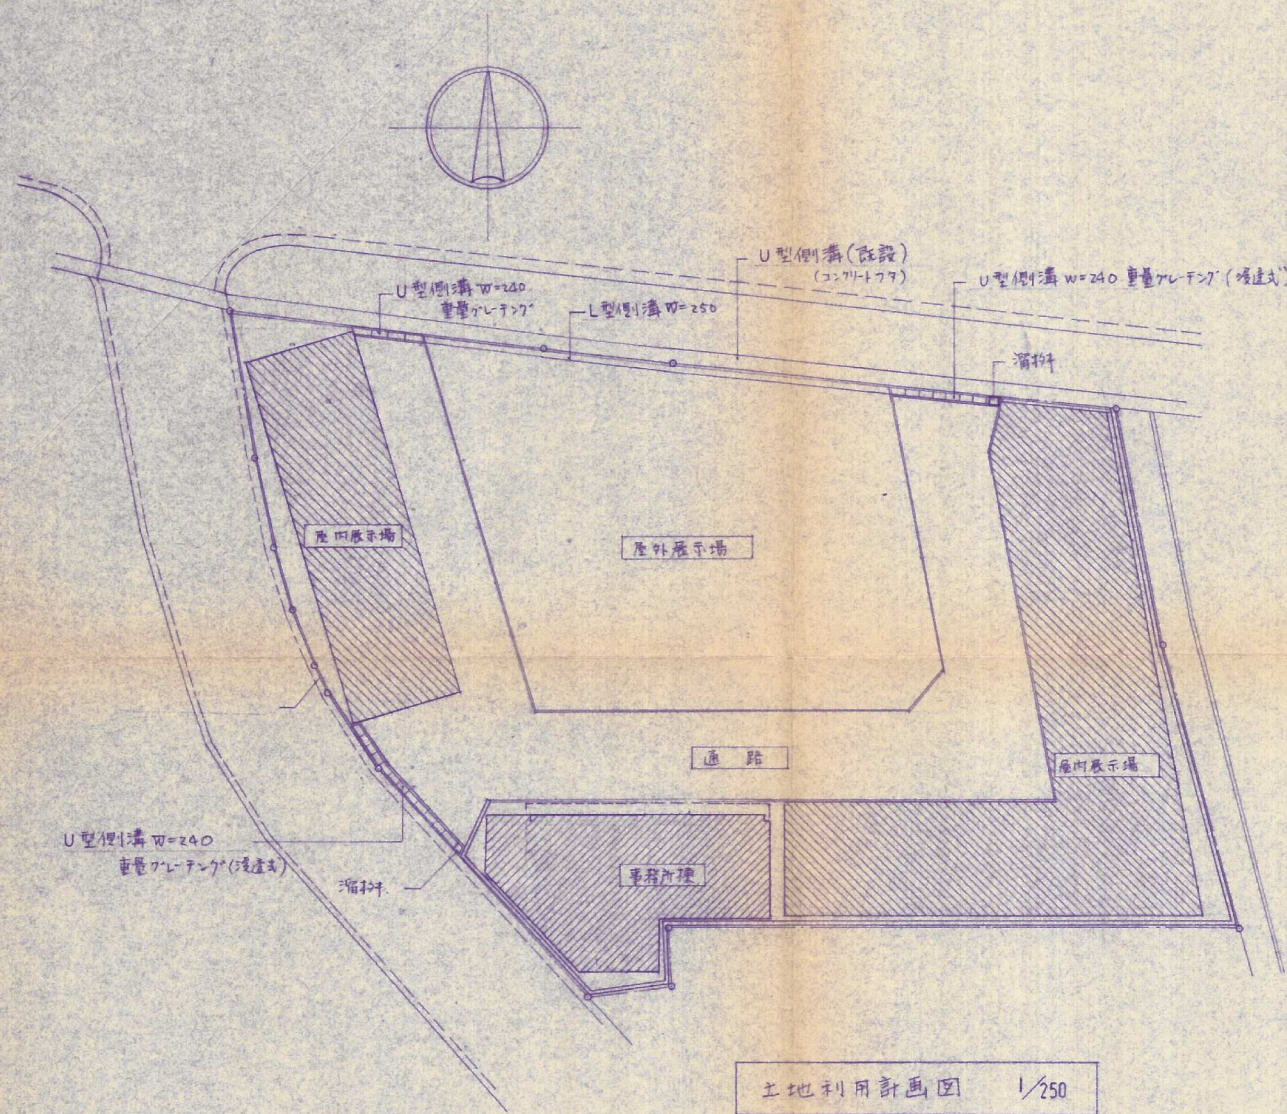 U型側溝(既設)
(コンクリートフタ)
U型側溝 W=240 重量グレーチング(浸透式)
U型側溝 W=240
重量グレーチング
L型側溝 W=250
溜桝
屋内展示場
屋外展示場
通路
屋内展示場
U型側溝 W=240
重量グレーチング(浸透式)
溜桝
事務所棟
土地利用計画図 1/250